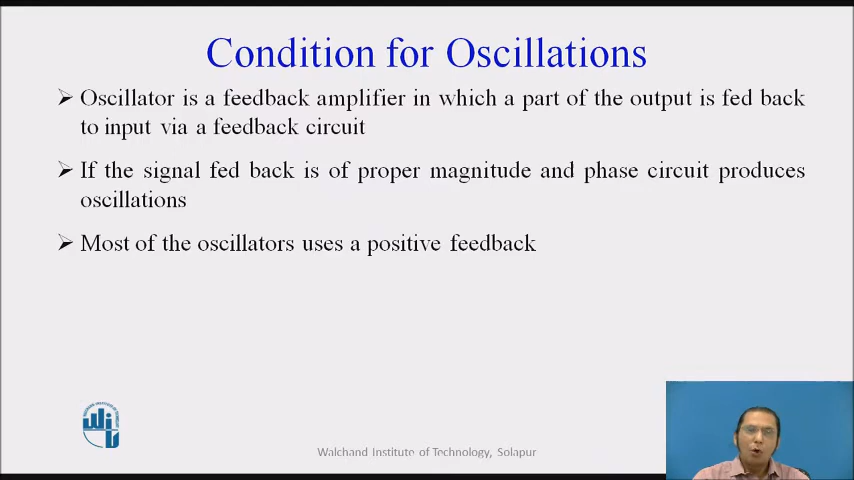 Condition for Oscillations
➢ Oscillator is a feedback amplifier in which a part of the output is fed back
to input via a feedback circuit
➢ If the signal fed back is of proper magnitude and phase circuit produces
oscillations
➢ Most of the oscillators uses a positive feedback
Walchand Institute of Technology, Solapur